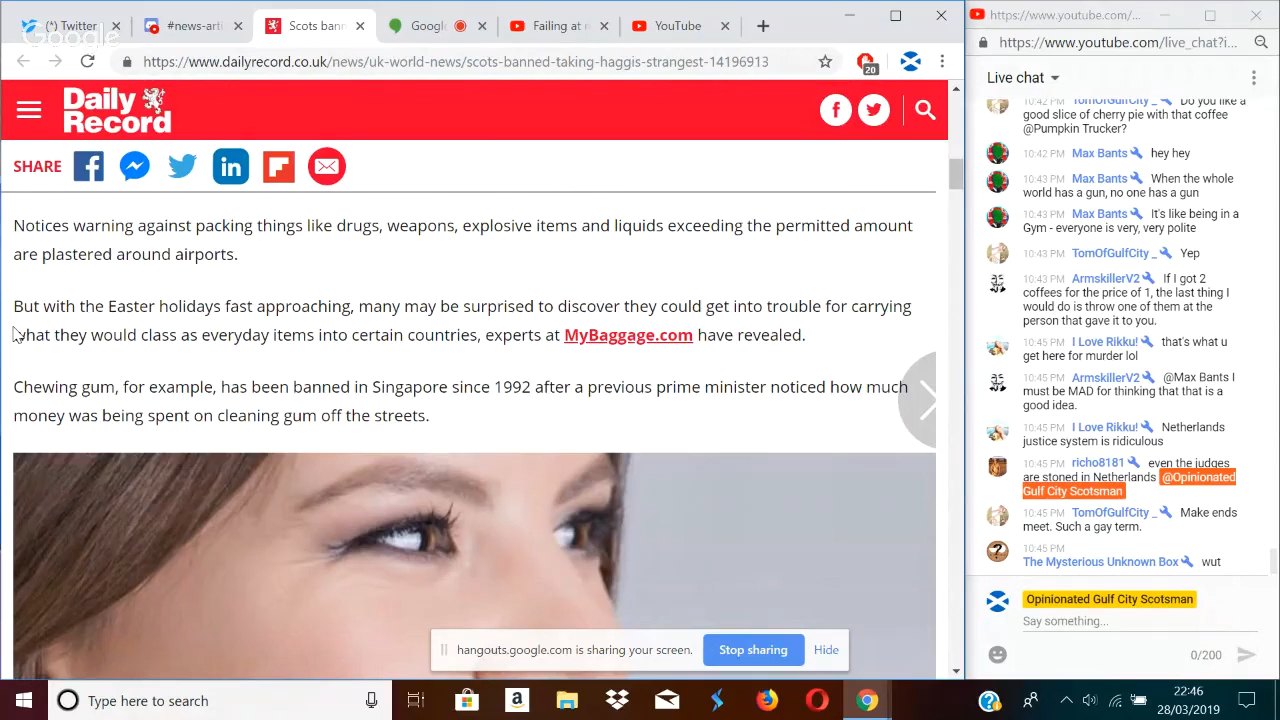 (*) Twitter
#news-arti
Scots bann
Google
Failing at r
YouTube
Google
https://www.dailyrecord.co.uk/news/uk-world-news/scots-banned-taking-haggis-strangest-14196913
20
Daily
Record
SHARE
Notices warning against packing things like drugs, weapons, explosive items and liquids exceeding the permitted amount
are plastered around airports.
But with the Easter holidays fast approaching, many may be surprised to discover they could get into trouble for carrying
what they would class as everyday items into certain countries, experts at MyBaggage.com have revealed.
Chewing gum, for example, has been banned in Singapore since 1992 after a previous prime minister noticed how much
money was being spent on cleaning gum off the streets.
hangouts.google.com is sharing your screen. Stop sharing Hide
https://www.youtube.com/...
https://www.youtube.com/live_chat?i...
Live chat
10:42 PM TomOfGulfCity _ Do you like a
good slice of cherry pie with that coffee
@Pumpkin Trucker?
10:42 PM Max Bants hey hey
10:43 PM Max Bants When the whole
world has a gun, no one has a gun
10:43 PM Max Bants It's like being in a
Gym - everyone is very, very polite
10:43 PM TomOfGulfCity _ Yep
10:43 PM ArmskillerV2 If I got 2
coffees for the price of 1, the last thing I
would do is throw one of them at the
person that gave it to you.
10:45 PM I Love Rikku! that's what u
get here for murder lol
10:45 PM ArmskillerV2 @Max Bants I
must be MAD for thinking that that is a
good idea.
10:45 PM I Love Rikku! Netherlands
justice system is ridiculous
10:45 PM richo8181 even the judges
are stoned in Netherlands @Opinionated
Gulf City Scotsman
10:45 PM TomOfGulfCity _ Make ends
meet. Such a gay term.
10:45 PM
The Mysterious Unknown Box wut
Opinionated Gulf City Scotsman
Say something...
0/200
Type here to search
22:46
28/03/2019